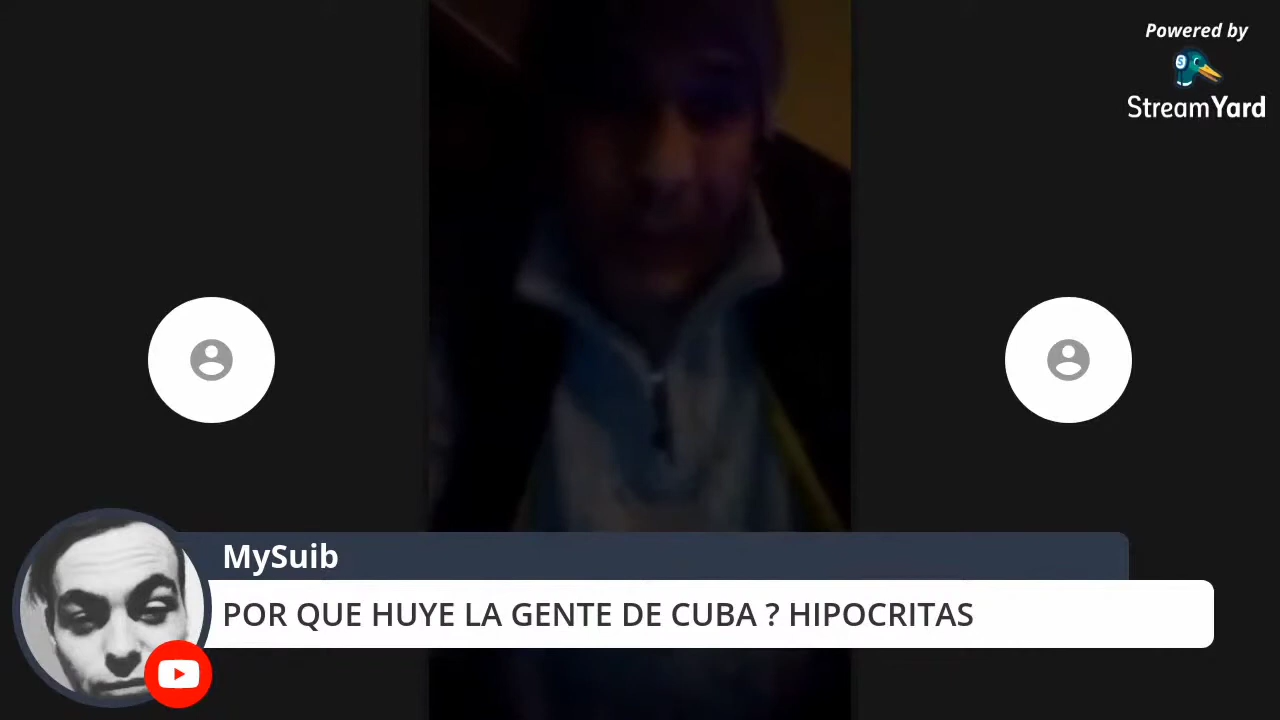 Powered by
StreamYard
MySuib
POR QUE HUYE LA GENTE DE CUBA ? HIPOCRITAS